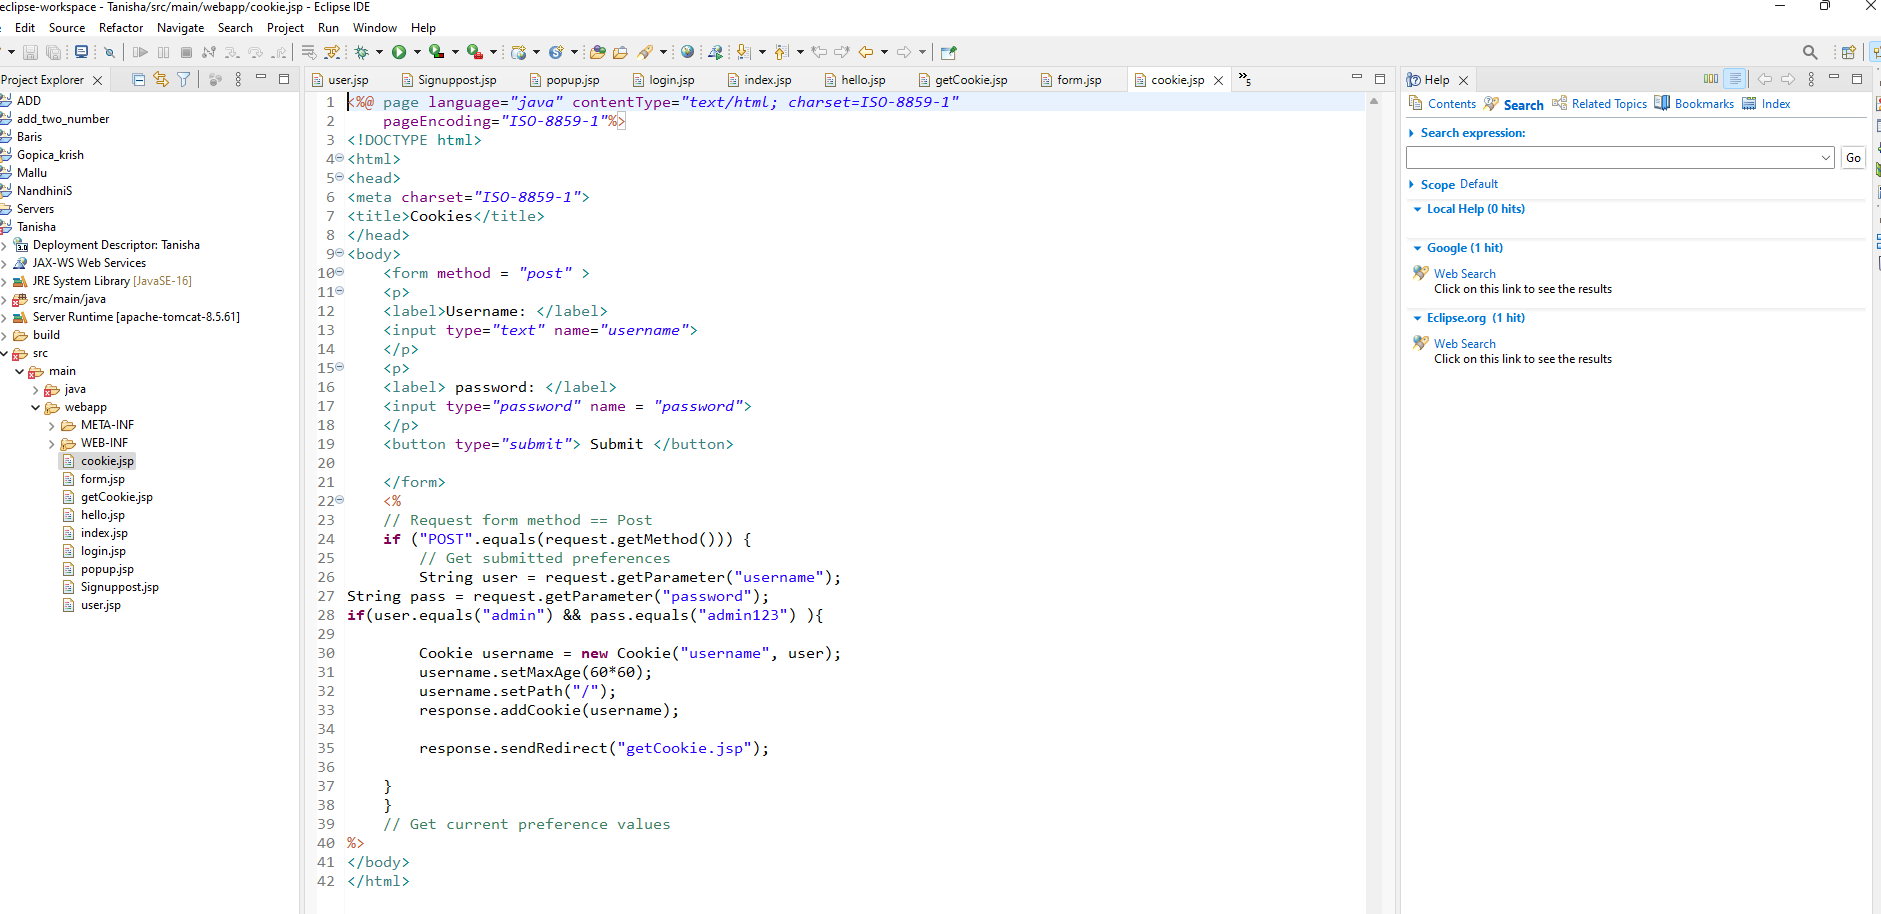 eclipse-workspace - Tanisha/src/main/webapp/cookie.jsp - Eclipse IDE
Edit Source Refactor Navigate Search Project Run Window Help
Project Explorer
ADD
add_two_number
Baris
Gopica_krish
Mallu
NandhiniS
Servers
Tanisha
Deployment Descriptor: Tanisha
JAX-WS Web Services
JRE System Library [JavaSE-16]
src/main/java
Server Runtime [apache-tomcat-8.5.61]
build
src
main
java
webapp
META-INF
WEB-INF
cookie.jsp
form.jsp
getCookie.jsp
hello.jsp
index.jsp
login.jsp
popup.jsp
Signuppost.jsp
user.jsp
user.jsp Signuppost.jsp popup.jsp login.jsp index.jsp hello.jsp getCookie.jsp form.jsp cookie.jsp »5
1 <%@ page language="java" contentType="text/html; charset=ISO-8859-1"
2     pageEncoding="ISO-8859-1"%>
3 <!DOCTYPE html>
4 <html>
5 <head>
6 <meta charset="ISO-8859-1">
7 <title>Cookies</title>
8 </head>
9 <body>
10     <form method = "post" >
11     <p>
12     <label>Username: </label>
13     <input type="text" name="username">
14     </p>
15     <p>
16     <label> password: </label>
17     <input type="password" name = "password">
18     </p>
19     <button type="submit"> Submit </button>
20
21     </form>
22     <%
23     // Request form method == Post
24     if ("POST".equals(request.getMethod())) {
25         // Get submitted preferences
26         String user = request.getParameter("username");
27 String pass = request.getParameter("password");
28 if(user.equals("admin") && pass.equals("admin123") ){
29
30         Cookie username = new Cookie("username", user);
31         username.setMaxAge(60*60);
32         username.setPath("/");
33         response.addCookie(username);
34
35         response.sendRedirect("getCookie.jsp");
36
37     }
38     }
39     // Get current preference values
40 %>
41 </body>
42 </html>
Help
Contents Search Related Topics Bookmarks Index
Search expression:
Go
Scope Default
Local Help (0 hits)
Google (1 hit)
Web Search
Click on this link to see the results
Eclipse.org (1 hit)
Web Search
Click on this link to see the results